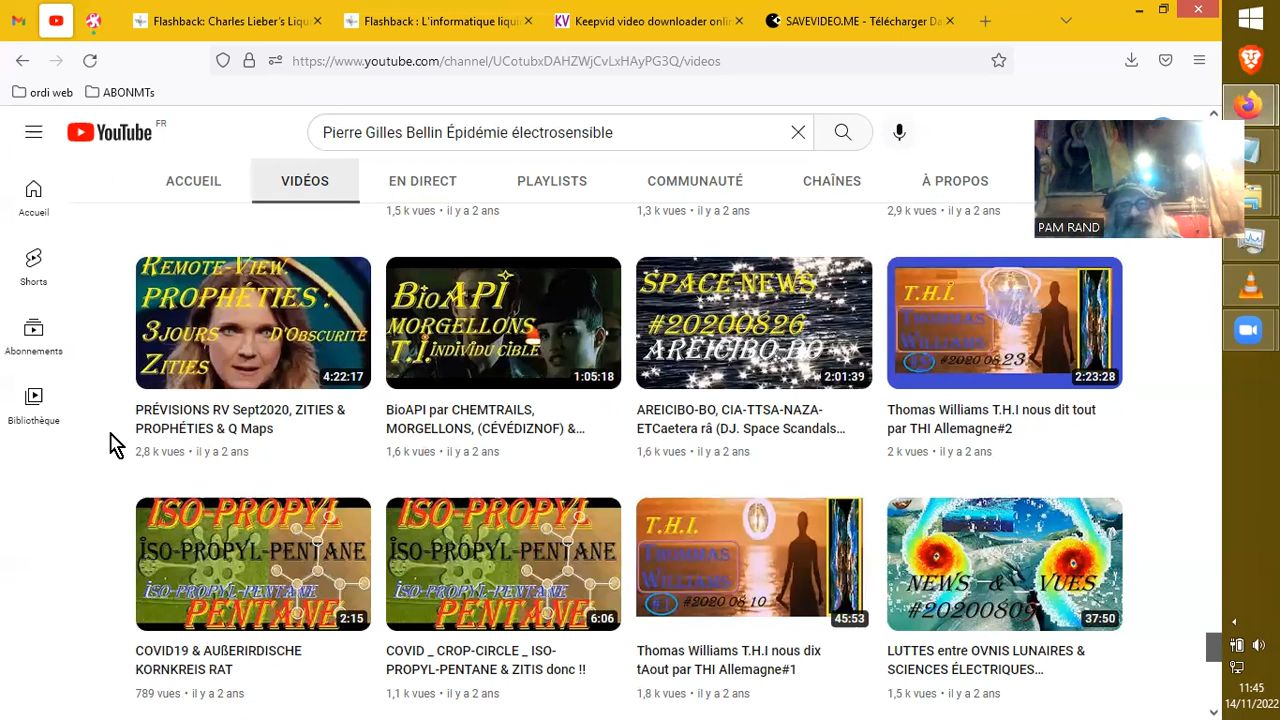 Flashback: Charles Lieber's Liqu
Flashback : L'informatique liqui
Keepvid video downloader onli
SAVEVIDEO.ME - Télécharger Da
https://www.youtube.com/channel/UCotubxDAHZWjCvLxHAyPG3Q/videos
ordi web
ABONMTs
YouTube FR
Pierre Gilles Bellin Épidémie électrosensible
ACCUEIL
VIDÉOS
EN DIRECT
PLAYLISTS
COMMUNAUTÉ
CHAÎNES
À PROPOS
PAM RAND
Accueil
Shorts
Abonnements
Bibliothèque
1,5 k vues • il y a 2 ans
1,3 k vues • il y a 2 ans
2,9 k vues • il y a 2 ans
REMOTE-VIEW.
PROPHÉTIES :
3 JOURS D'OBSCURITÉ
ZITIES
4:22:17
BioAPI
MORGELLONS
T.I INDIVIDU CIBLE
1:05:18
SPACE-NEWS
#20200826
AREICIBO-BO
2:01:39
T.H.I.
THOMAS
WILLIAMS
#2020 08 23
2:23:28
PRÉVISIONS RV Sept2020, ZITIES &
PROPHÉTIES & Q Maps
2,8 k vues • il y a 2 ans
BioAPI par CHEMTRAILS,
MORGELLONS, (CÉVÉDIZNOF) &...
1,6 k vues • il y a 2 ans
AREICIBO-BO, CIA-TTSA-NAZA-
ETCaetera râ (DJ. Space Scandals...
1,6 k vues • il y a 2 ans
Thomas Williams T.H.I nous dit tout
par THI Allemagne#2
2 k vues • il y a 2 ans
ISO-PROPYL
ISO-PROPYL-PENTANE
ISO-PROPYL-PENTANE
PENTANE
2:15
ISO-PROPYL
ISO-PROPYL-PENTANE
ISO-PROPYL-PENTANE
PENTANE
6:06
T.H.I.
THOMMAS
WILLIAMS
#1 #2020 08 10
45:53
NEWS & VUES
#20200809
37:50
COVID19 & AUßERIRDISCHE
KORNKREIS RAT
789 vues • il y a 2 ans
COVID _ CROP-CIRCLE _ ISO-
PROPYL-PENTANE & ZITIS donc !!
1,1 k vues • il y a 2 ans
Thomas Williams T.H.I nous dix
tAout par THI Allemagne#1
1,8 k vues • il y a 2 ans
LUTTES entre OVNIS LUNAIRES &
SCIENCES ÉLECTRIQUES...
1,5 k vues • il y a 2 ans
11:45
14/11/2022